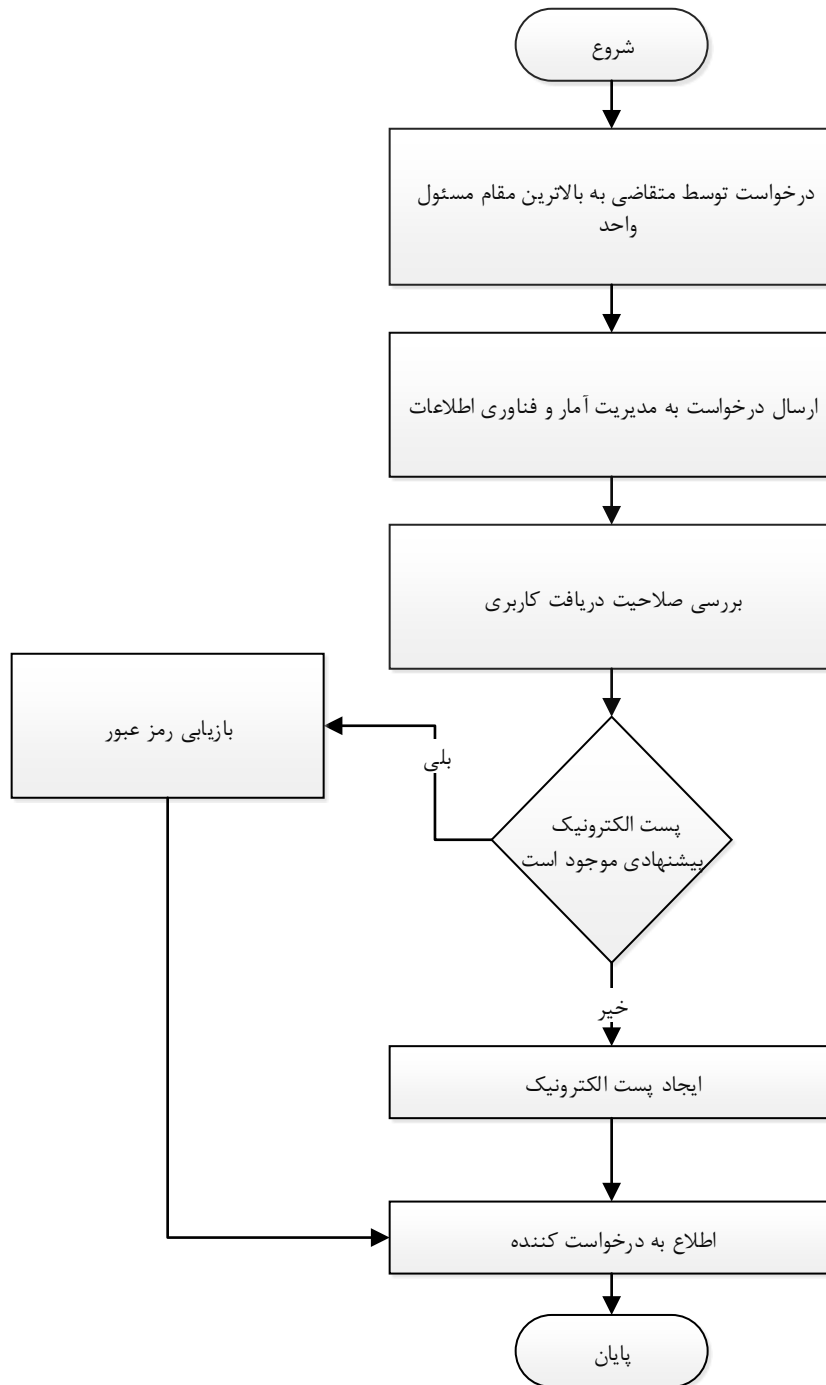 شروع
درخواست توسط متقاضی به بالاترین مقام مسئول
واحد
ارسال درخواست به مدیریت آمار و فناوری اطلاعات
بررسی صلاحیت دریافت کاربری
بازیابی رمز عبور
بلی
پست الکترونیک
پیشنهادی موجود است
خیر
ایجاد پست الکترونیک
اطلاع به درخواست کننده
پایان